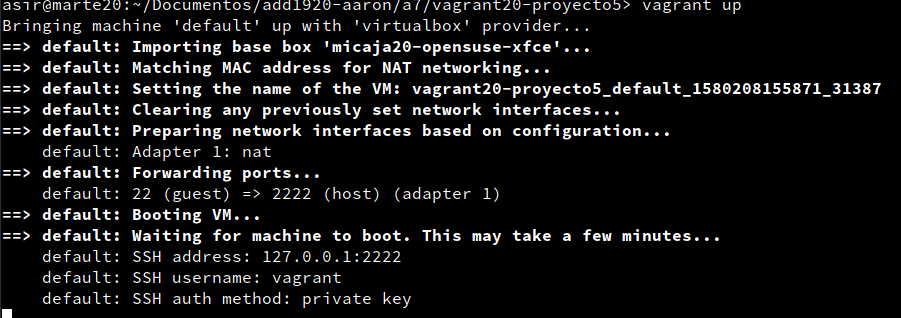 asir@marte20:~/Documentos/add1920-aaron/a7/vagrant20-proyecto5> vagrant up
Bringing machine 'default' up with 'virtualbox' provider...
==> default: Importing base box 'micaja20-opensuse-xfce'...
==> default: Matching MAC address for NAT networking...
==> default: Setting the name of the VM: vagrant20-proyecto5_default_1580208155871_31387
==> default: Clearing any previously set network interfaces...
==> default: Preparing network interfaces based on configuration...
    default: Adapter 1: nat
==> default: Forwarding ports...
    default: 22 (guest) => 2222 (host) (adapter 1)
==> default: Booting VM...
==> default: Waiting for machine to boot. This may take a few minutes...
    default: SSH address: 127.0.0.1:2222
    default: SSH username: vagrant
    default: SSH auth method: private key